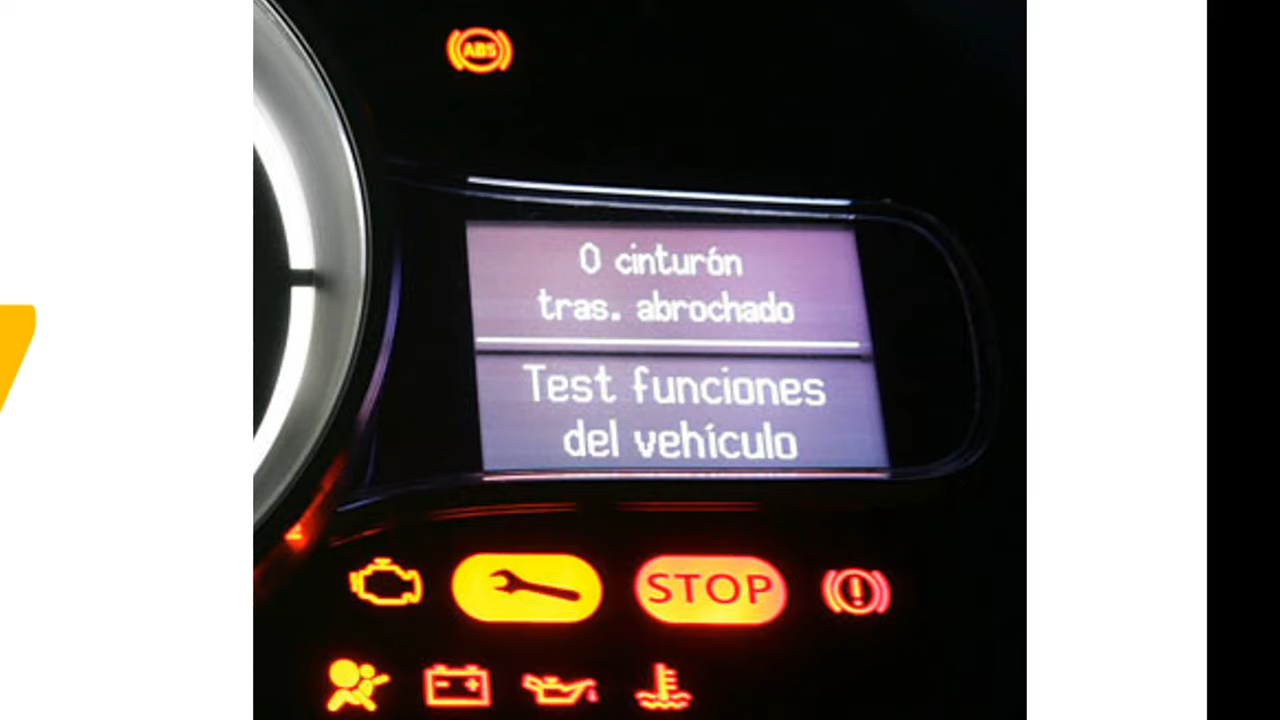 ABS
0 cinturón
tras. abrochado
Test funciones
del vehículo
STOP